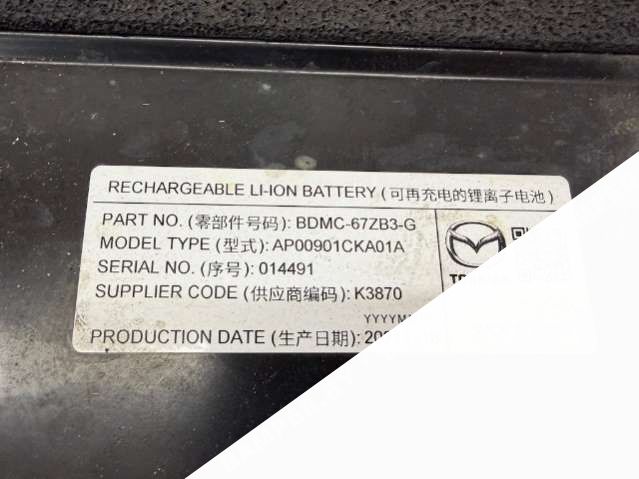 RECHARGEABLE LI-ION BATTERY (可再充电的锂离子电池)
PART NO. (零部件号码): BDMC-67ZB3-G
MODEL TYPE (型式): AP00901CKA01A
SERIAL NO. (序号): 014491
SUPPLIER CODE (供应商编码): K3870
PRODUCTION DATE (生产日期):